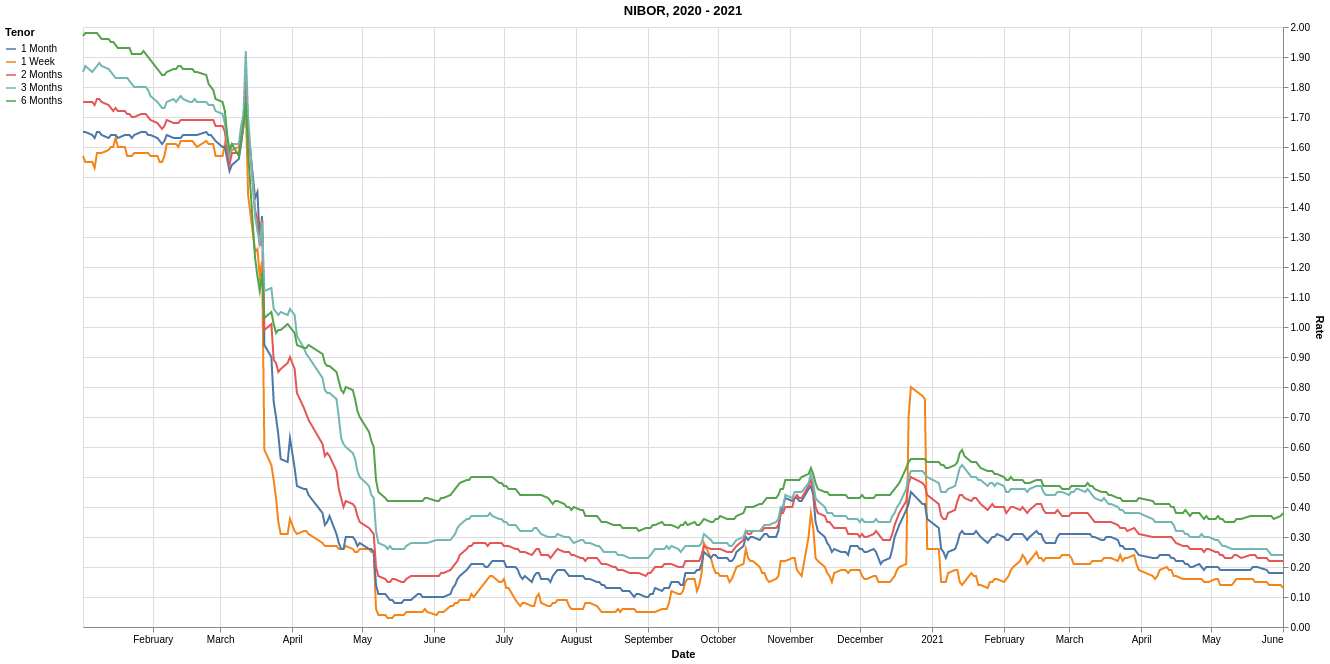 NIBOR, 2020 - 2021
Tenor
1 Month
1 Week
2 Months
3 Months
6 Months
2.00
1.90
1.80
1.70
1.60
1.50
1.40
1.30
1.20
1.10
1.00
0.90
0.80
0.70
0.60
0.50
0.40
0.30
0.20
0.10
0.00
Rate
February March April May June July August September October November December 2021 February March April May June
Date